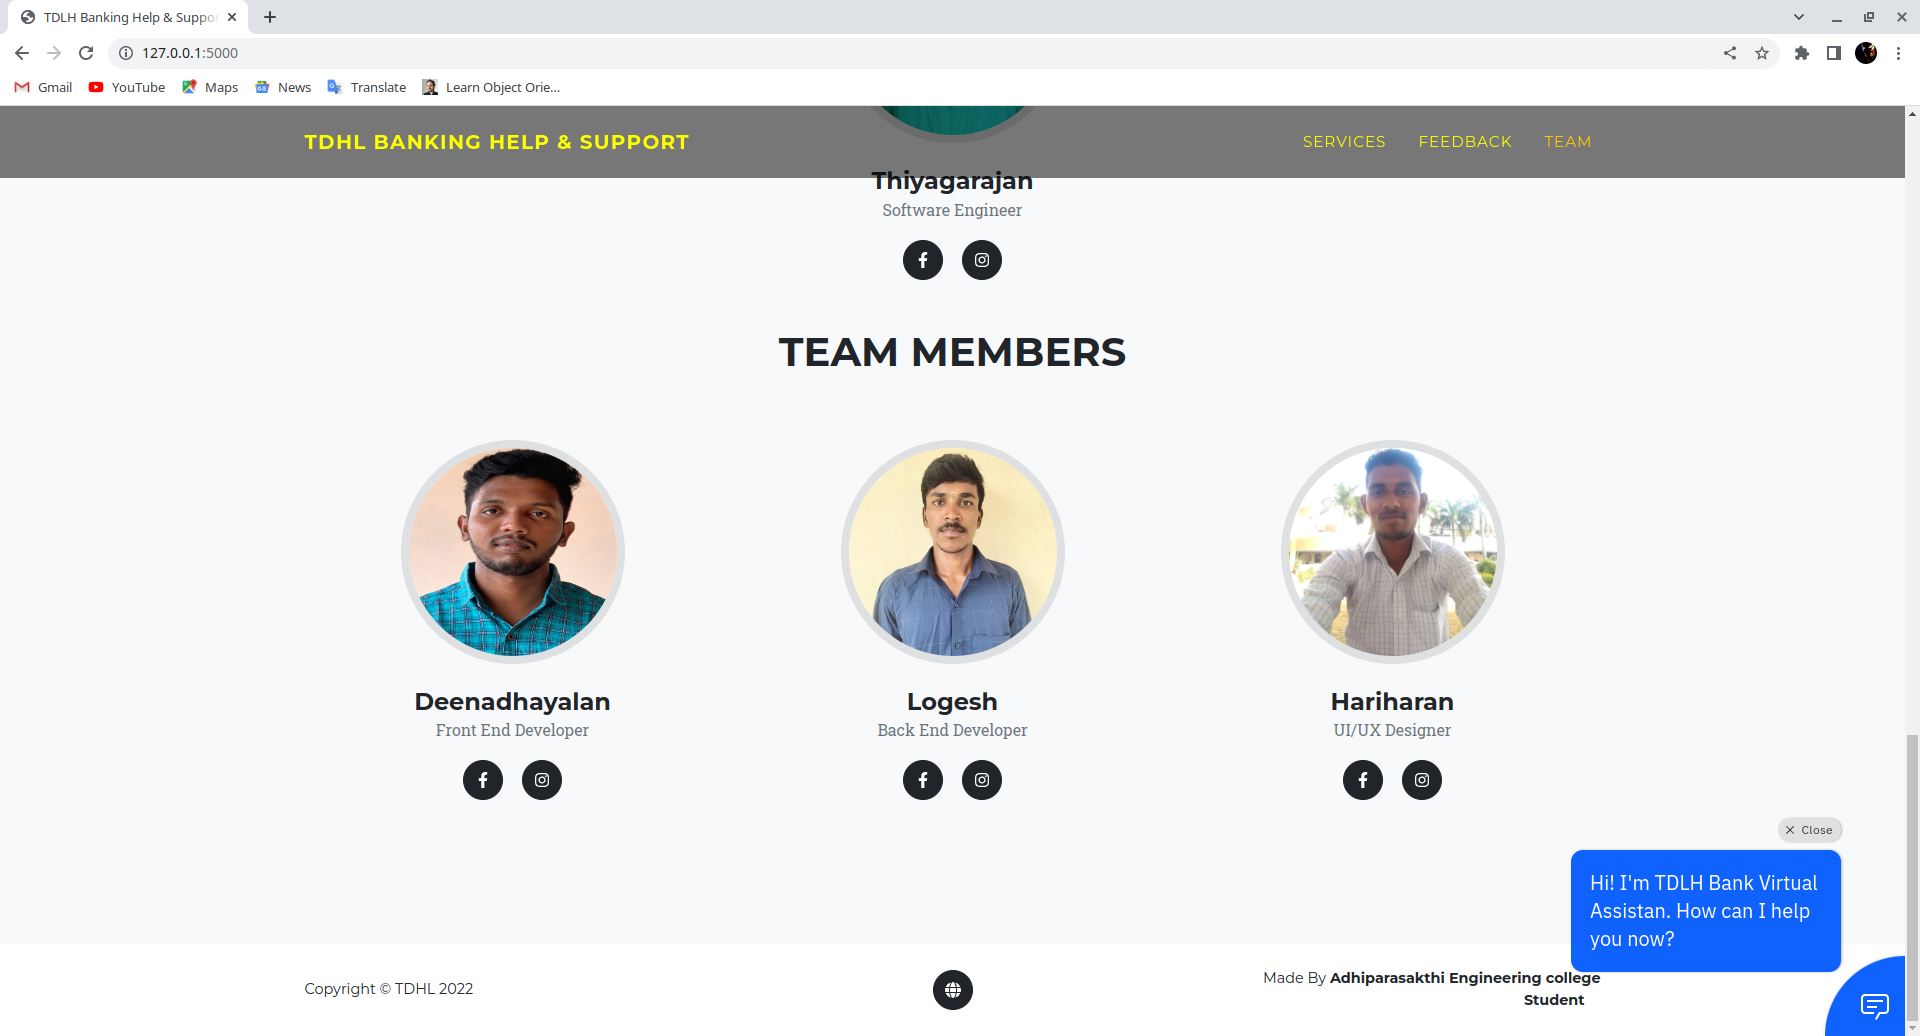 TDLH Banking Help & Suppo
127.0.0.1:5000
Gmail YouTube Maps News Translate Learn Object Orie...
TDHL BANKING HELP & SUPPORT SERVICES FEEDBACK TEAM
Thiyagarajan
Software Engineer
TEAM MEMBERS
Deenadhayalan
Front End Developer
Logesh
Back End Developer
Hariharan
UI/UX Designer
Close
Hi! I'm TDLH Bank Virtual
Assistan. How can I help
you now?
Copyright © TDHL 2022
Made By Adhiparasakthi Engineering college
Student